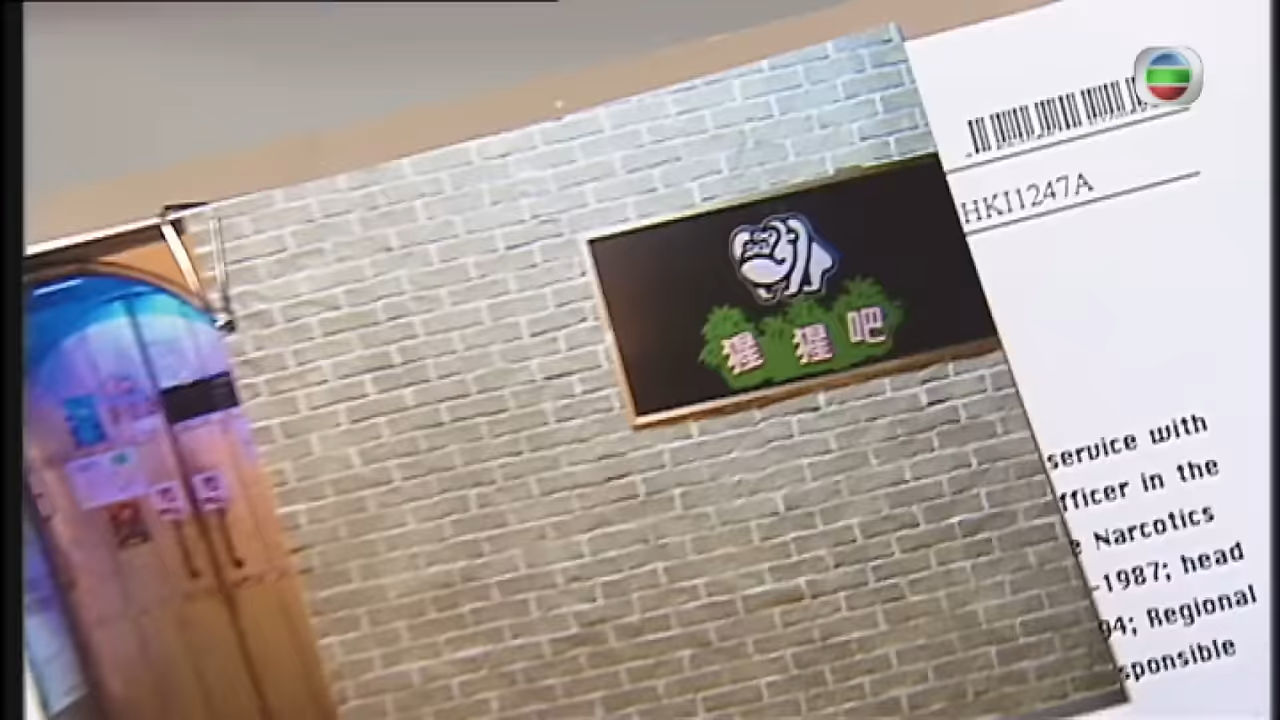 HKI1247A
猩猩吧
service with
fficer in the
e Narcotics
-1987; head
94; Regional
sponsible